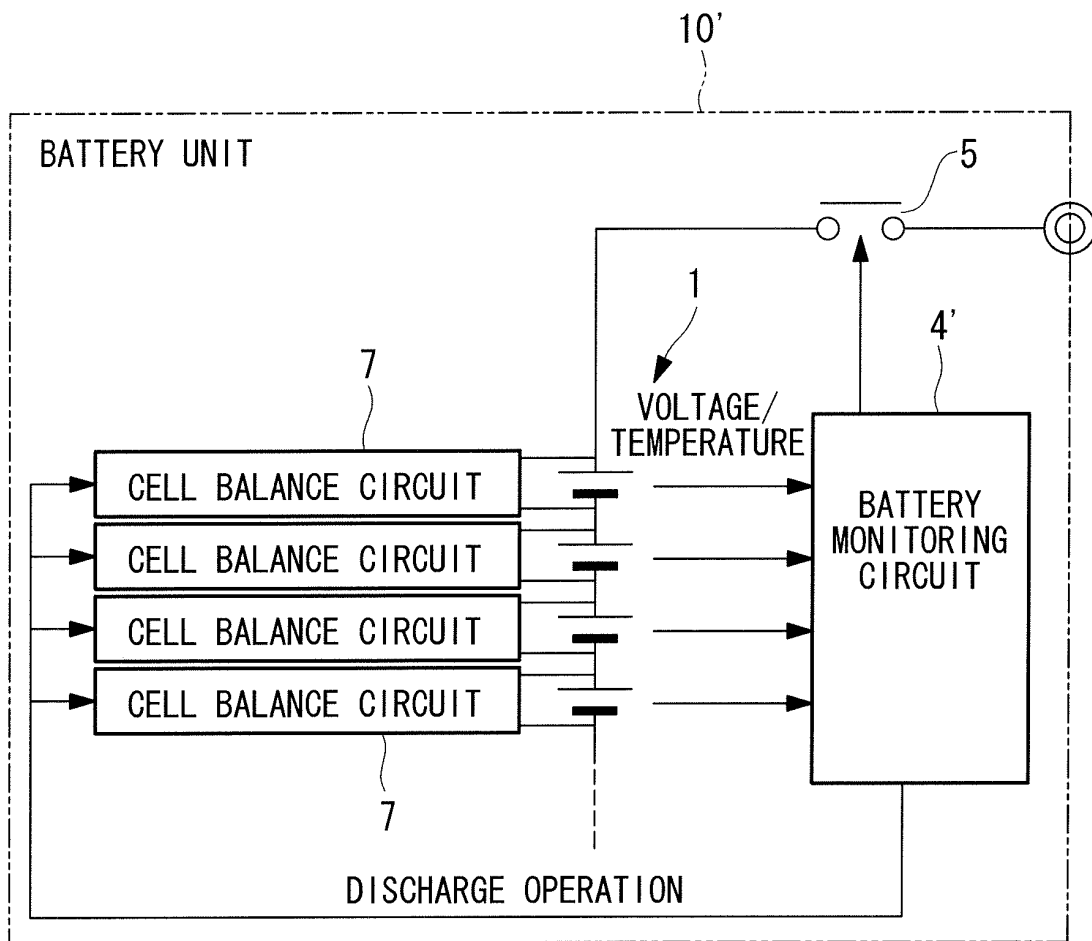 10'
BATTERY UNIT
5
1
4'
7
VOLTAGE/
TEMPERATURE
CELL BALANCE CIRCUIT
CELL BALANCE CIRCUIT
CELL BALANCE CIRCUIT
CELL BALANCE CIRCUIT
BATTERY
MONITORING
CIRCUIT
7
DISCHARGE OPERATION